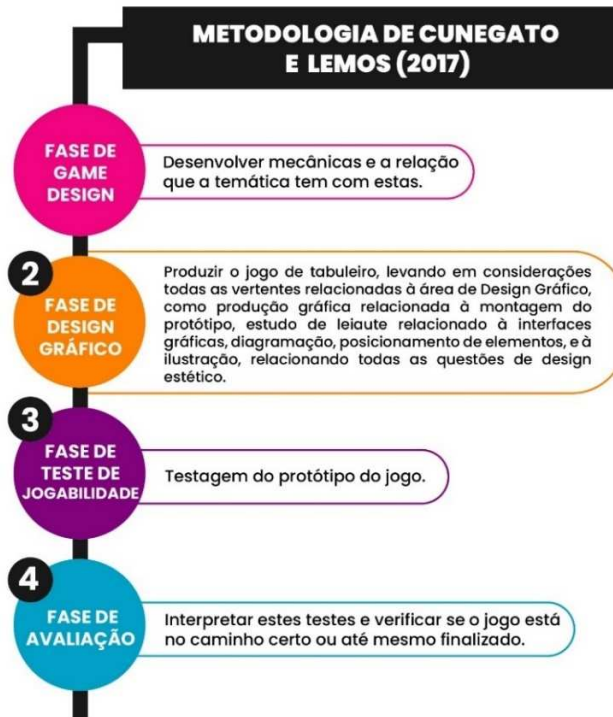 METODOLOGIA DE CUNEGATO
E LEMOS (2017)
FASE DE
GAME
DESIGN
Desenvolver mecânicas e a relação
que a temática tem com estas.
2
FASE DE
DESIGN
GRÁFICO
Produzir o jogo de tabuleiro, levando em considerações
todas as vertentes relacionadas à área de Design Gráfico,
como produção gráfica relacionada à montagem do
protótipo, estudo de leiaute relacionado à interfaces
gráficas, diagramação, posicionamento de elementos, e à
ilustração, relacionando todas as questões de design
estético.
3
FASE DE
TESTE DE
JOGABILIDADE
Testagem do protótipo do jogo.
4
FASE DE
AVALIAÇÃO
Interpretar estes testes e verificar se o jogo está
no caminho certo ou até mesmo finalizado.